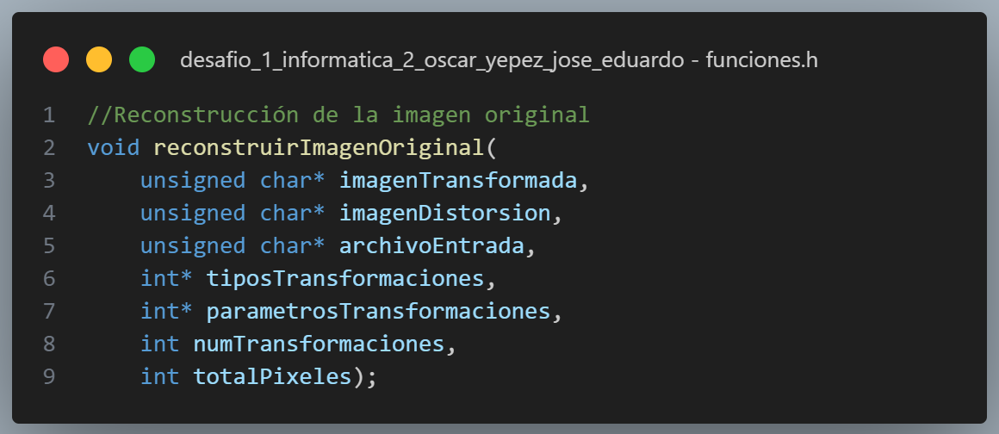 desafio_1_informatica_2_oscar_yepez_jose_eduardo - funciones.h
1 //Reconstrucción de la imagen original
2 void reconstruirImagenOriginal(
3     unsigned char* imagenTransformada,
4     unsigned char* imagenDistorsion,
5     unsigned char* archivoEntrada,
6     int* tiposTransformaciones,
7     int* parametrosTransformaciones,
8     int numTransformaciones,
9     int totalPixeles);